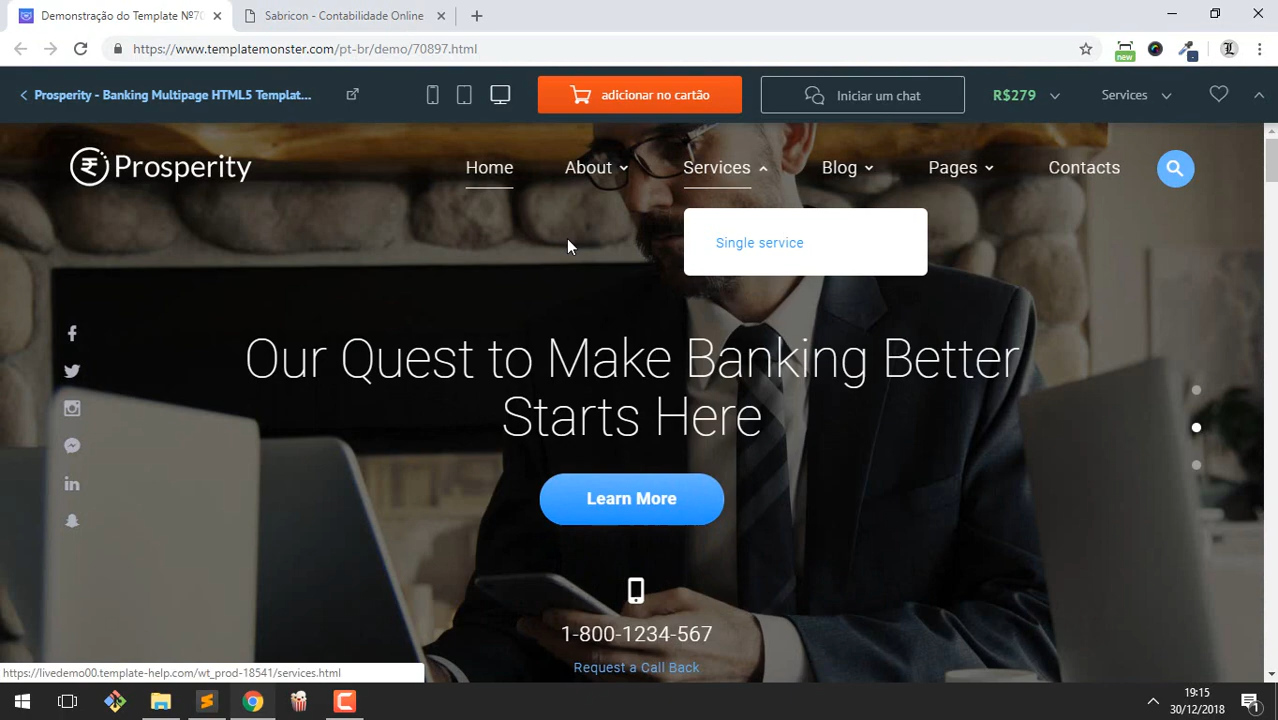 Demonstração do Template Nº70
Sabricon - Contabilidade Online
https://www.templatemonster.com/pt-br/demo/70897.html
new
Prosperity - Banking Multipage HTML5 Templat...
adicionar no cartão
Iniciar um chat
R$279
Services
Prosperity
Home
About
Services
Blog
Pages
Contacts
Single service
Our Quest to Make Banking Better
Starts Here
Learn More
1-800-1234-567
Request a Call Back
https://livedemo00.template-help.com/wt_prod-18541/services.html
19:15
30/12/2018
1